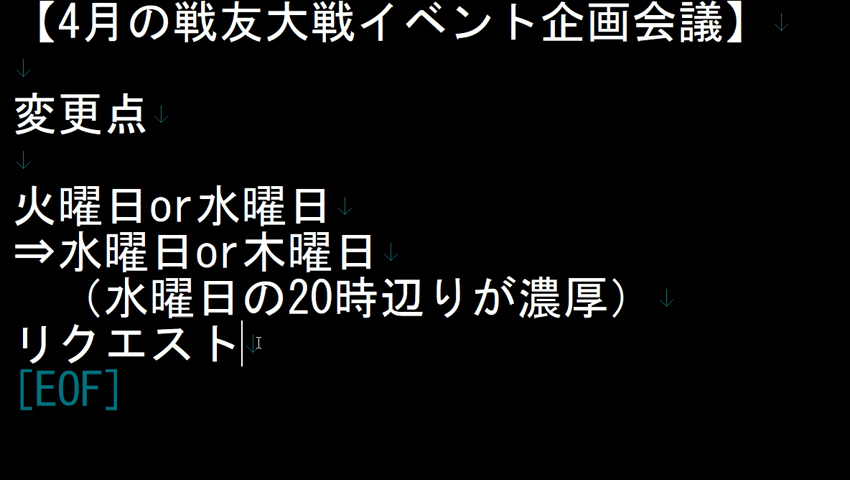 【4月の戦友大戦イベント企画会議】↓
↓
変更点↓
↓
火曜日or水曜日↓
⇒水曜日or木曜日↓
　（水曜日の20時辺りが濃厚）↓
リクエスト↓
[EOF]